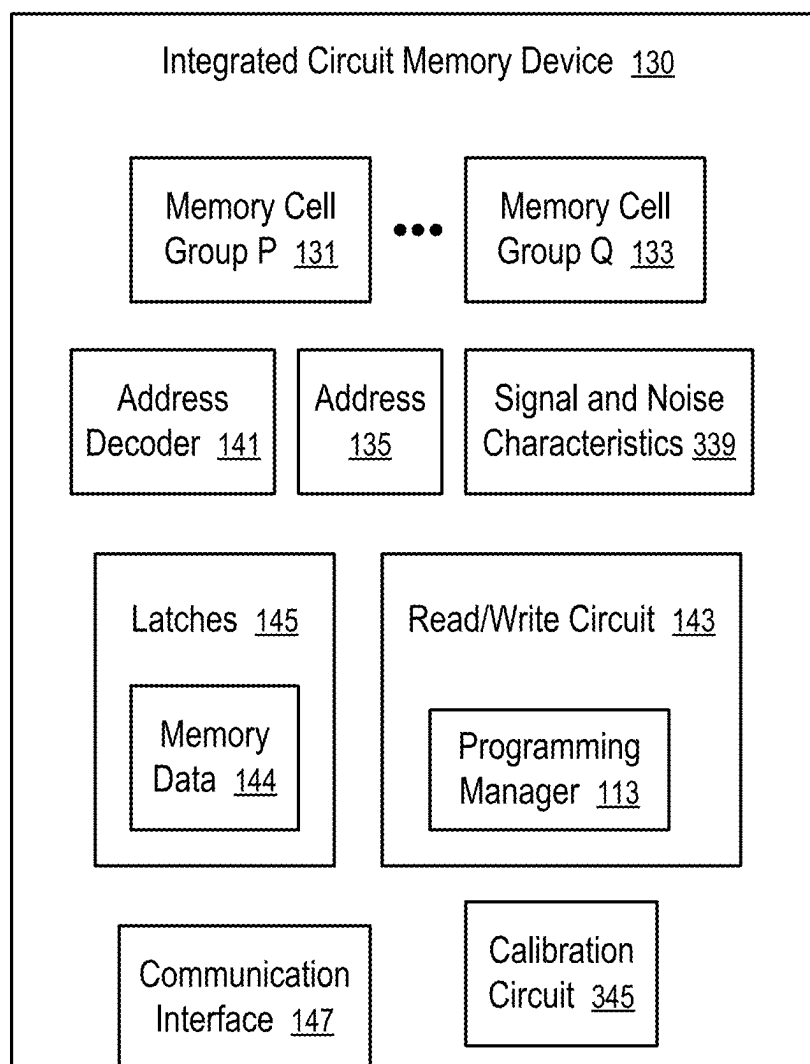 Integrated Circuit Memory Device 130
Memory Cell
Group P 131
•••
Memory Cell
Group Q 133
Address
Decoder 141
Address
135
Signal and Noise
Characteristics 339
Latches 145
Memory
Data 144
Read/Write Circuit 143
Programming
Manager 113
Communication
Interface 147
Calibration
Circuit 345